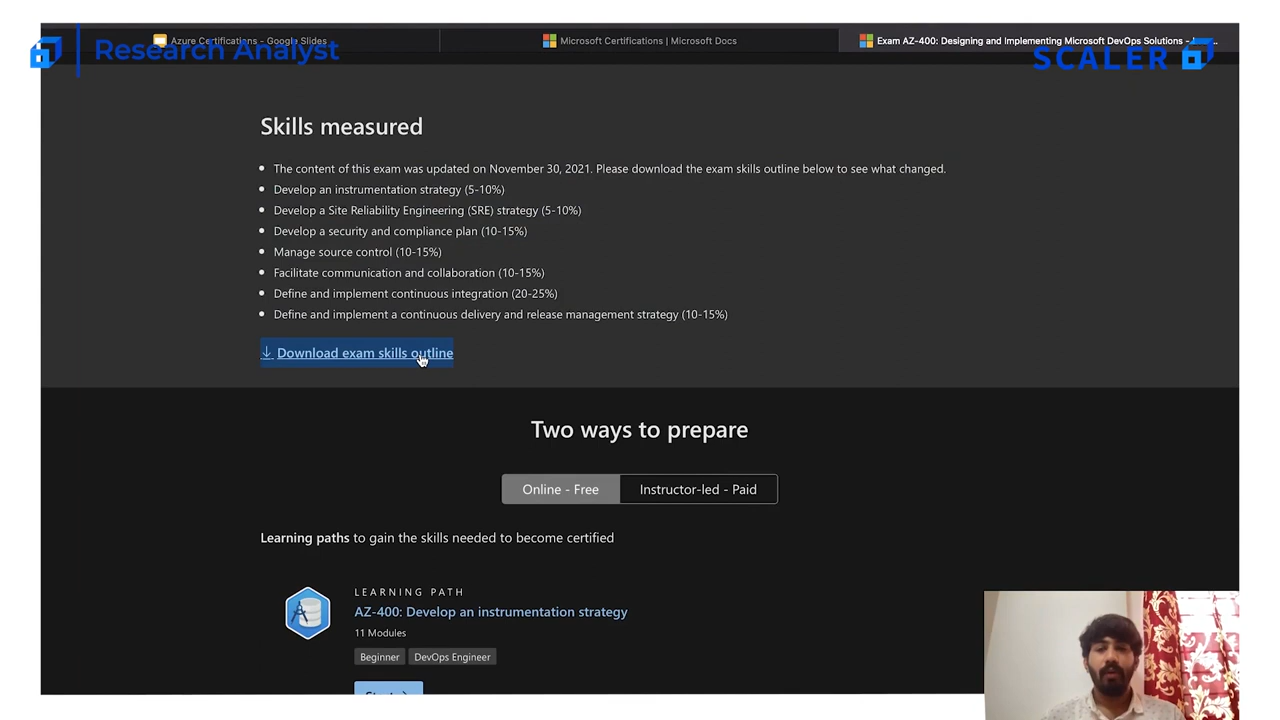 Azure Certifications - Google Slides
Microsoft Certifications | Microsoft Docs
Exam AZ-400: Designing and Implementing Microsoft DevOps Solutions -
Research Analyst
SCALER
Skills measured
The content of this exam was updated on November 30, 2021. Please download the exam skills outline below to see what changed.
Develop an instrumentation strategy (5-10%)
Develop a Site Reliability Engineering (SRE) strategy (5-10%)
Develop a security and compliance plan (10-15%)
Manage source control (10-15%)
Facilitate communication and collaboration (10-15%)
Define and implement continuous integration (20-25%)
Define and implement a continuous delivery and release management strategy (10-15%)
Download exam skills outline
Two ways to prepare
Online - Free
Instructor-led - Paid
Learning paths to gain the skills needed to become certified
LEARNING PATH
AZ-400: Develop an instrumentation strategy
11 Modules
Beginner
DevOps Engineer